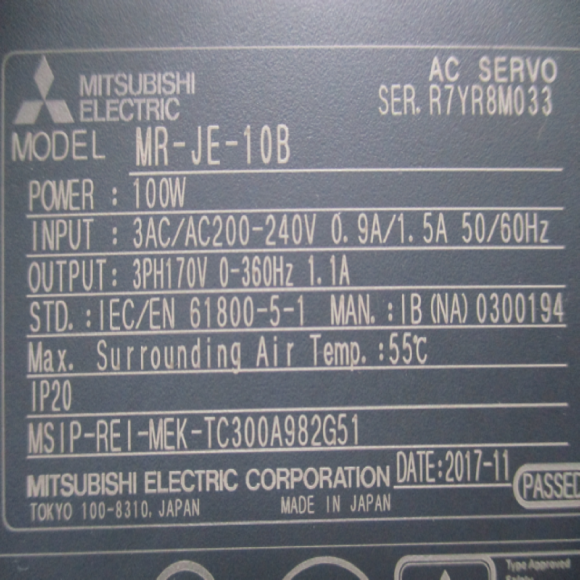 MITSUBISHI
ELECTRIC
AC SERVO
SER. R7YR8M033
MODEL MR-JE-10B
POWER : 100W
INPUT : 3AC/AC200-240V 0.9A/1.5A 50/60Hz
OUTPUT: 3PH170V 0-360Hz 1.1A
STD. : IEC/EN 61800-5-1 MAN. : IB(NA)0300194
Max. Surrounding Air Temp. :55℃
IP20
MSIP-REI-MEK-TC300A982G51
MITSUBISHI ELECTRIC CORPORATION DATE:2017-11
TOKYO 100-8310, JAPAN MADE IN JAPAN
PASSED
Type Approved